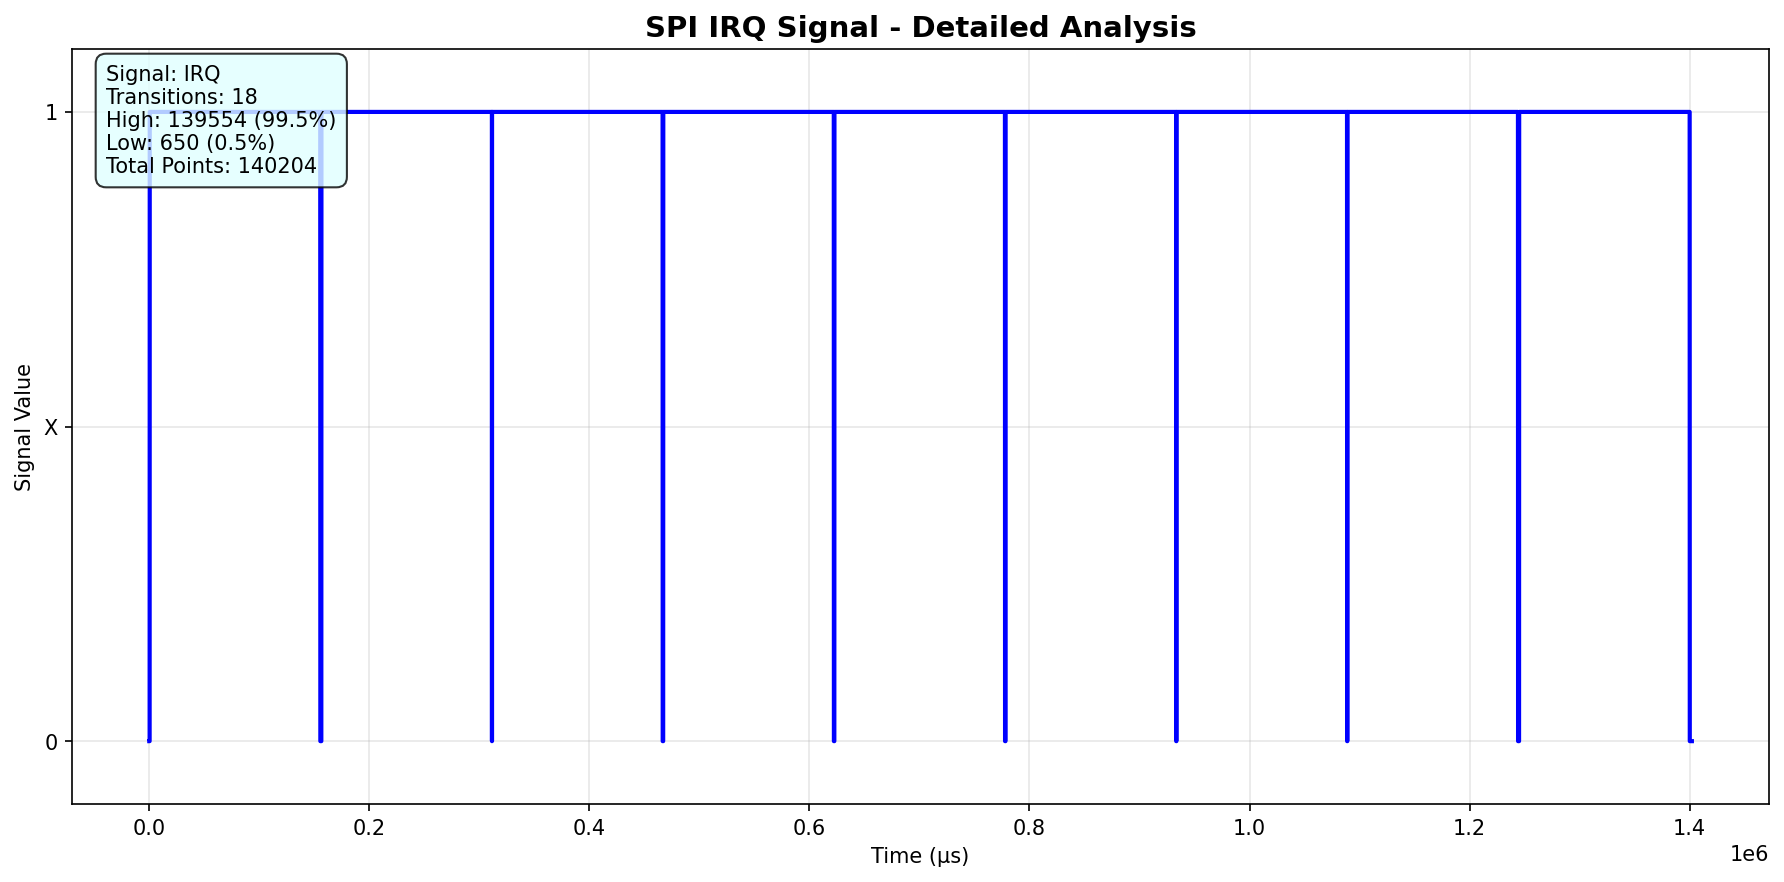 SPI IRQ Signal - Detailed Analysis
Signal: IRQ
Transitions: 18
High: 139554 (99.5%)
Low: 650 (0.5%)
Total Points: 140204
1
X
0
Signal Value
0.0 0.2 0.4 0.6 0.8 1.0 1.2 1.4
1e6
Time (μs)